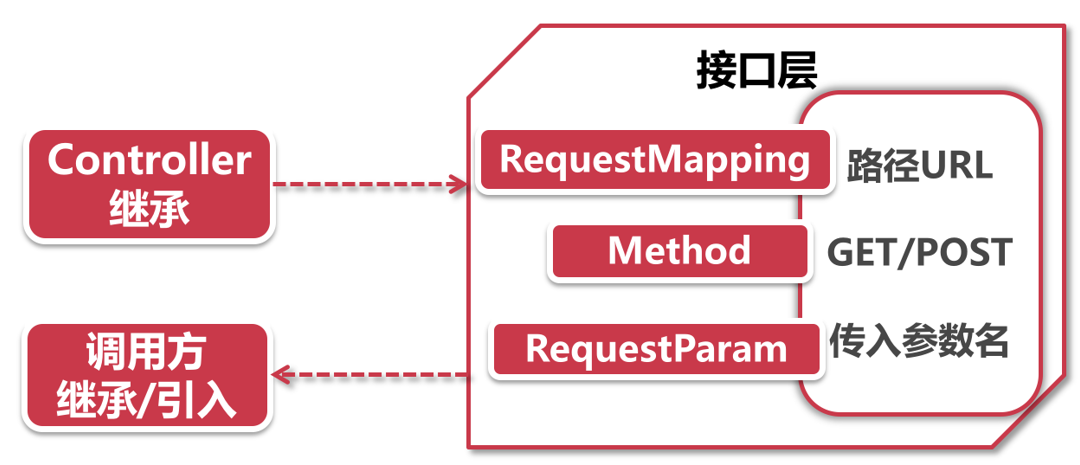 接口层
Controller
继承
RequestMapping
路径URL
Method
GET/POST
RequestParam
传入参数名
调用方
继承/引入